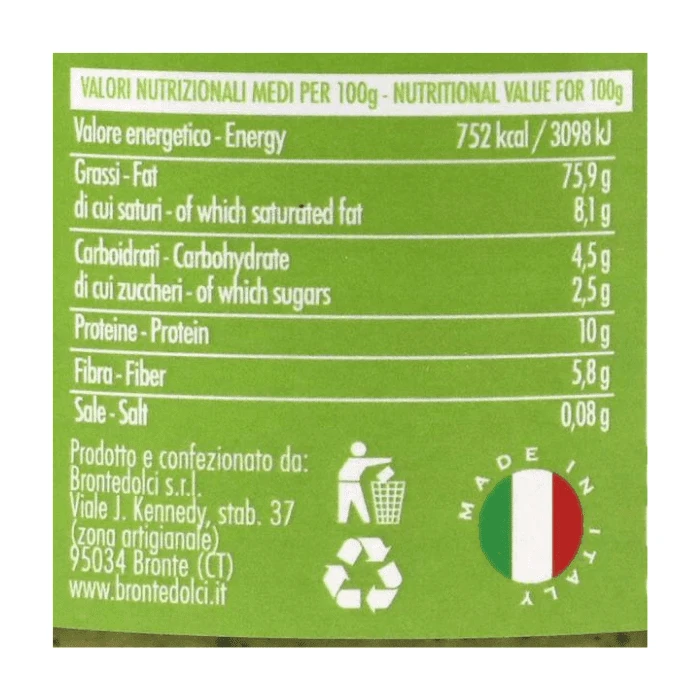 VALORI NUTRIZIONALI MEDI PER 100g - NUTRITIONAL VALUE FOR 100g
Valore energetico - Energy 752 kcal / 3098 kJ
Grassi - Fat 75,9 g
di cui saturi - of which saturated fat 8,1 g
Carboidrati - Carbohydrate 4,5 g
di cui zuccheri - of which sugars 2,5 g
Proteine - Protein 10 g
Fibra - Fiber 5,8 g
Sale - Salt 0,08 g
Prodotto e confezionato da:
Brontedolci s.r.l.
Viale J. Kennedy, stab. 37
(zona artigianale)
95034 Bronte (CT)
www.brontedolci.it
MADE IN ITALY